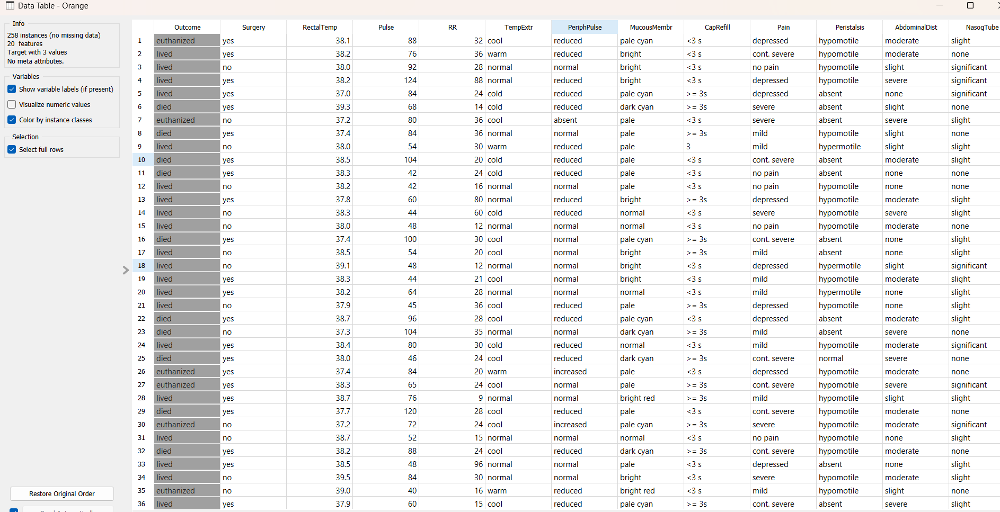 Data Table - Orange
Info
258 instances (no missing data)
20 features
Target with 3 values
No meta attributes.
Variables
Show variable labels (if present)
Visualize numeric values
Color by instance classes
Selection
Select full rows
Restore Original Order
Outcome Surgery RectalTemp Pulse RR TempExtr PeriphPulse MucousMembr CapRefill Pain Peristalsis AbdominalDist NasogTube
1 euthanized yes 38.1 88 32 cool reduced pale cyan <3 s depressed hypomotile moderate slight
2 lived yes 38.2 76 36 warm reduced bright <3 s cont. severe hypomotile moderate none
3 lived no 38.0 92 28 normal normal bright <3 s no pain hypomotile slight significant
4 lived yes 38.2 124 88 normal reduced bright <3 s depressed hypomotile severe significant
5 lived yes 37.0 84 24 cold reduced pale cyan >= 3s depressed absent none significant
6 died yes 39.3 68 14 cold reduced dark cyan >= 3s severe absent slight none
7 euthanized no 37.2 80 36 cool absent pale <3 s severe absent severe slight
8 died yes 37.4 84 36 normal normal pale >= 3s mild hypomotile slight none
9 lived no 38.0 54 30 warm reduced pale 3 mild hypermotile slight slight
10 died yes 38.5 104 20 cold reduced pale <3 s cont. severe absent moderate slight
11 died yes 38.3 42 24 cold reduced pale <3 s no pain absent none none
12 lived no 38.2 42 16 normal normal pale <3 s no pain hypomotile none none
13 lived yes 37.8 60 80 normal reduced bright >= 3s depressed hypomotile moderate slight
14 lived no 38.3 44 60 cold reduced normal <3 s severe hypomotile severe slight
15 lived no 38.0 48 12 normal normal normal <3 s no pain hypomotile moderate none
16 died yes 37.4 100 30 cool normal pale cyan >= 3s cont. severe absent none slight
17 lived no 38.5 54 20 cool normal bright >= 3s mild absent none slight
18 lived no 39.1 48 12 normal normal bright <3 s depressed hypermotile slight significant
19 lived yes 38.3 44 21 cool normal bright <3 s mild hypomotile moderate slight
20 lived yes 38.2 64 28 normal normal normal <3 s mild hypermotile none slight
21 lived no 37.9 45 36 cool reduced pale >= 3s depressed hypomotile none slight
22 died yes 38.7 96 28 cool reduced pale cyan <3 s depressed absent moderate slight
23 died no 37.3 104 35 normal normal dark cyan >= 3s mild absent severe none
24 lived yes 38.4 80 30 cold reduced normal <3 s mild hypomotile moderate significant
25 died yes 38.0 46 24 cool reduced dark cyan >= 3s cont. severe normal severe none
26 euthanized yes 37.4 84 20 warm increased pale <3 s depressed hypomotile moderate none
27 euthanized yes 38.3 65 24 cool normal pale >= 3s cont. severe hypomotile severe significant
28 lived yes 38.7 76 9 normal normal bright red >= 3s mild hypomotile slight slight
29 died yes 37.7 120 28 cool reduced pale <3 s cont. severe hypomotile moderate none
30 euthanized no 37.2 72 24 cool increased pale cyan >= 3s severe hypomotile moderate significant
31 lived no 38.7 52 15 normal normal normal <3 s no pain hypomotile none slight
32 died yes 38.2 88 24 cool reduced dark cyan >= 3s cont. severe hypomotile moderate none
33 lived yes 38.5 48 96 normal normal pale <3 s depressed absent none slight
34 lived no 39.5 84 30 normal normal bright <3 s severe hypomotile moderate slight
35 euthanized no 39.0 40 16 warm reduced bright red <3 s mild hypomotile slight none
36 lived yes 37.9 60 15 cool reduced pale cyan >= 3s cont. severe absent severe slight